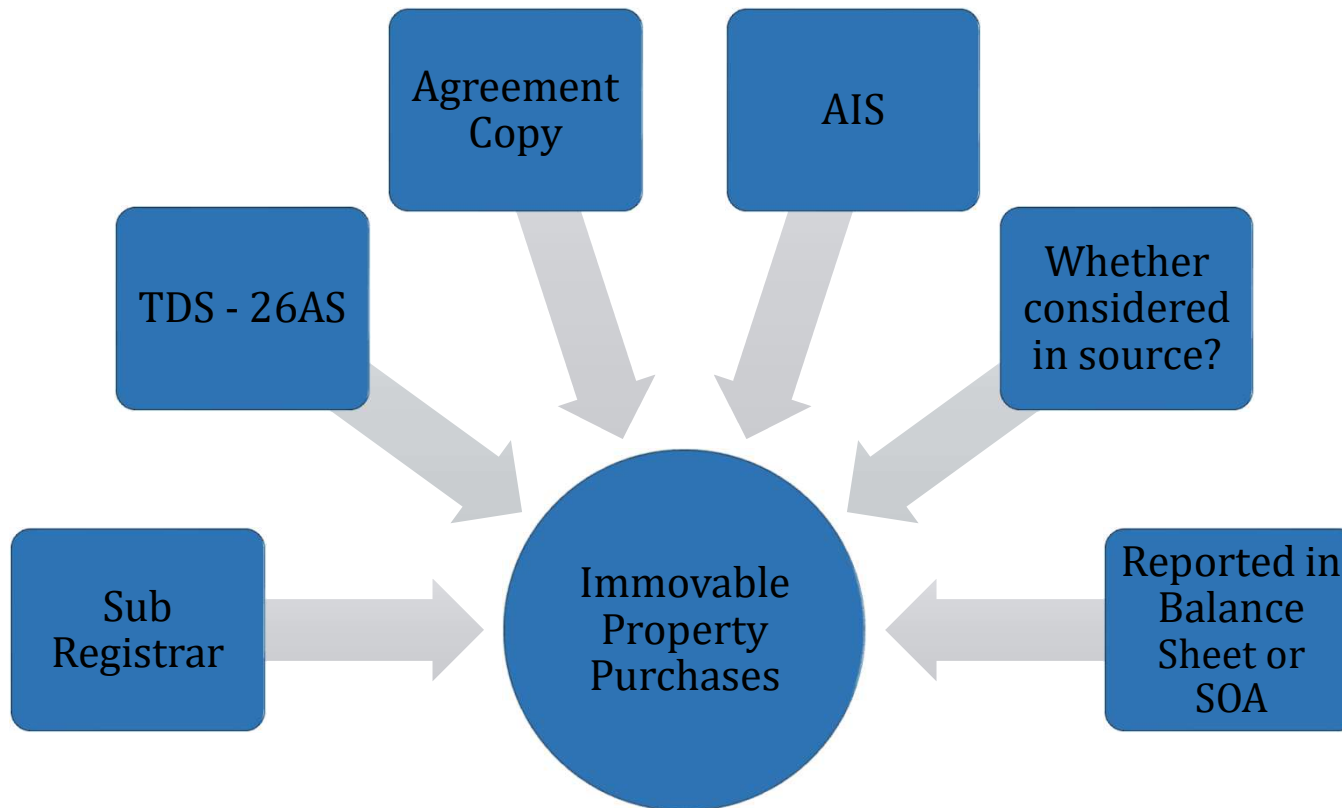 Agreement
Copy
AIS
TDS - 26AS
Whether
considered
in source?
Sub
Registrar
Immovable
Property
Purchases
Reported in
Balance
Sheet or
SOA